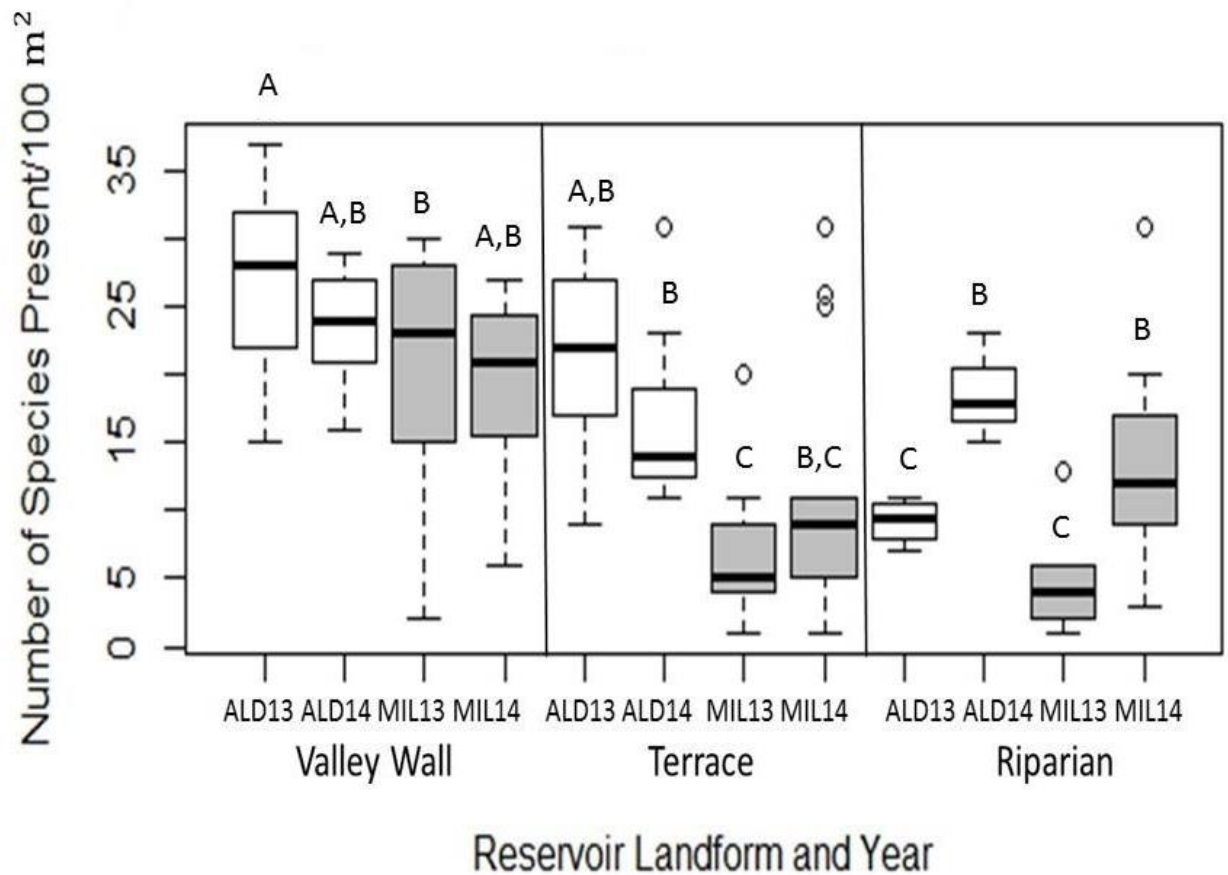 Number of Species Present/100 m²
A
A,B
B
A,B
A,B
B
C
B,C
C
B
C
B
35
25
15
5
0
ALD13 ALD14 MIL13 MIL14 ALD13 ALD14 MIL13 MIL14 ALD13 ALD14 MIL13 MIL14
Valley Wall Terrace Riparian
Reservoir Landform and Year